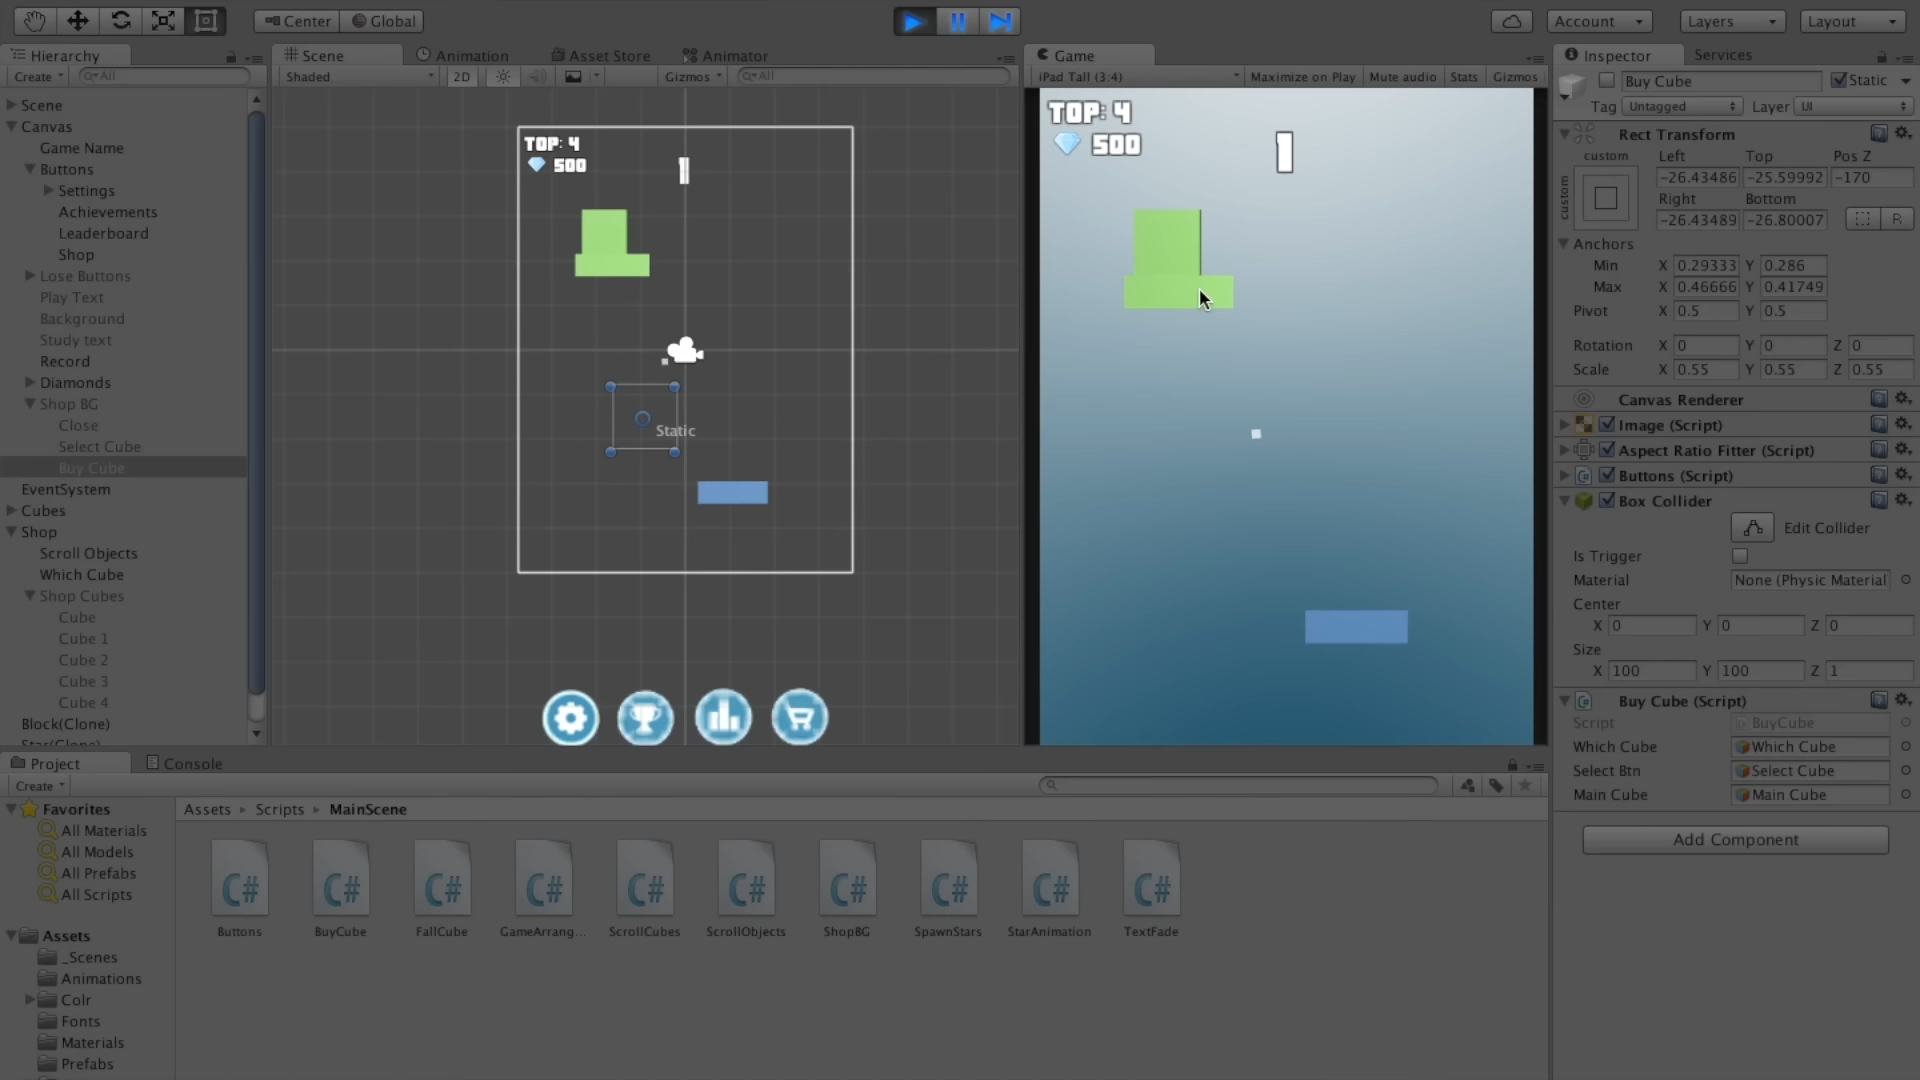 Center Global Account Layers Layout
Hierarchy
Create All
Scene
Canvas
Game Name
Buttons
Settings
Achievements
Leaderboard
Shop
Lose Buttons
Play Text
Background
Study text
Record
Diamonds
Shop BG
Close
Select Cube
Buy Cube
EventSystem
Cubes
Shop
Scroll Objects
Which Cube
Shop Cubes
Cube
Cube 1
Cube 2
Cube 3
Cube 4
Block(Clone)
Star(Clone)
Scene Animation Asset Store Animator
Shaded 2D Gizmos All
TOP: 4
500
1
Static
Game
iPad Tall (3:4) Maximize on Play Mute audio Stats Gizmos
TOP: 4
500
1
Inspector Services
Buy Cube Static
Tag Untagged Layer UI
Rect Transform
custom Left Top Pos Z
custom -26.43486 -25.59992 -170
Right Bottom
-26.43489 -26.80007 R
Anchors
Min X 0.29333 Y 0.286
Max X 0.46666 Y 0.41749
Pivot X 0.5 Y 0.5
Rotation X 0 Y 0 Z 0
Scale X 0.55 Y 0.55 Z 0.55
Canvas Renderer
Image (Script)
Aspect Ratio Fitter (Script)
Buttons (Script)
Box Collider
Edit Collider
Is Trigger
Material None (Physic Material
Center
X 0 Y 0 Z 0
Size
X 100 Y 100 Z 1
Buy Cube (Script)
Script BuyCube
Which Cube Which Cube
Select Btn Select Cube
Main Cube Main Cube
Add Component
Project Console
Create
Favorites
All Materials
All Models
All Prefabs
All Scripts
Assets
_Scenes
Animations
Colr
Fonts
Materials
Prefabs
Assets Scripts MainScene
C# C# C# C# C# C# C# C# C# C#
Buttons BuyCube FallCube GameArrang... ScrollCubes ScrollObjects ShopBG SpawnStars StarAnimation TextFade